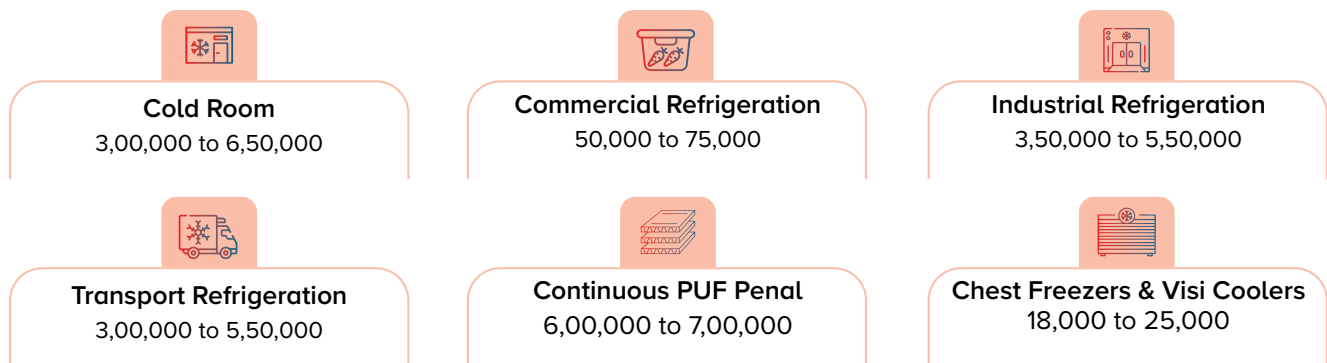 Cold Room
3,00,000 to 6,50,000
Commercial Refrigeration
50,000 to 75,000
Industrial Refrigeration
3,50,000 to 5,50,000
Transport Refrigeration
3,00,000 to 5,50,000
Continuous PUF Penal
6,00,000 to 7,00,000
Chest Freezers & Visi Coolers
18,000 to 25,000